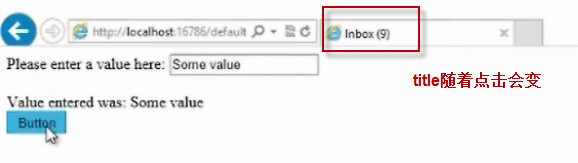 http://localhost:16786/default
Inbox (9)
Please enter a value here: Some value
title随着点击会变
Value entered was: Some value
Button